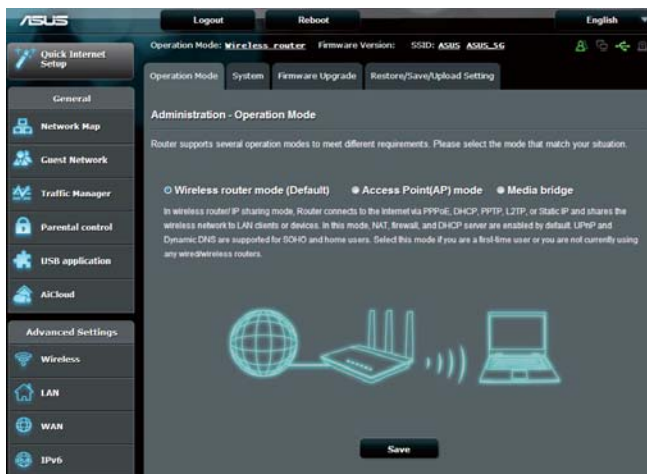 ASUS
Logout
Reboot
English
Quick Internet
Setup
Operation Mode: Wireless router Firmware Version: SSID: ASUS ASUS_5G
Operation Mode
System
Firmware Upgrade
Restore/Save/Upload Setting
General
Network Map
Guest Network
Traffic Manager
Parental control
USB application
AiCloud
Advanced Settings
Wireless
LAN
WAN
IPv6
Administration - Operation Mode
Router supports several operation modes to meet different requirements. Please select the mode that match your situation.
Wireless router mode (Default)
Access Point(AP) mode
Media bridge
In wireless router/ IP sharing mode, Router connects to the Internet via PPPoE, DHCP, PPTP, L2TP, or Static IP and shares the
wireless network to LAN clients or devices. In this mode, NAT, firewall, and DHCP server are enabled by default. UPnP and
Dynamic DNS are supported for SOHO and home users. Select this mode if you are a first-time user or you are not currently using
any wired/wireless routers.
Save